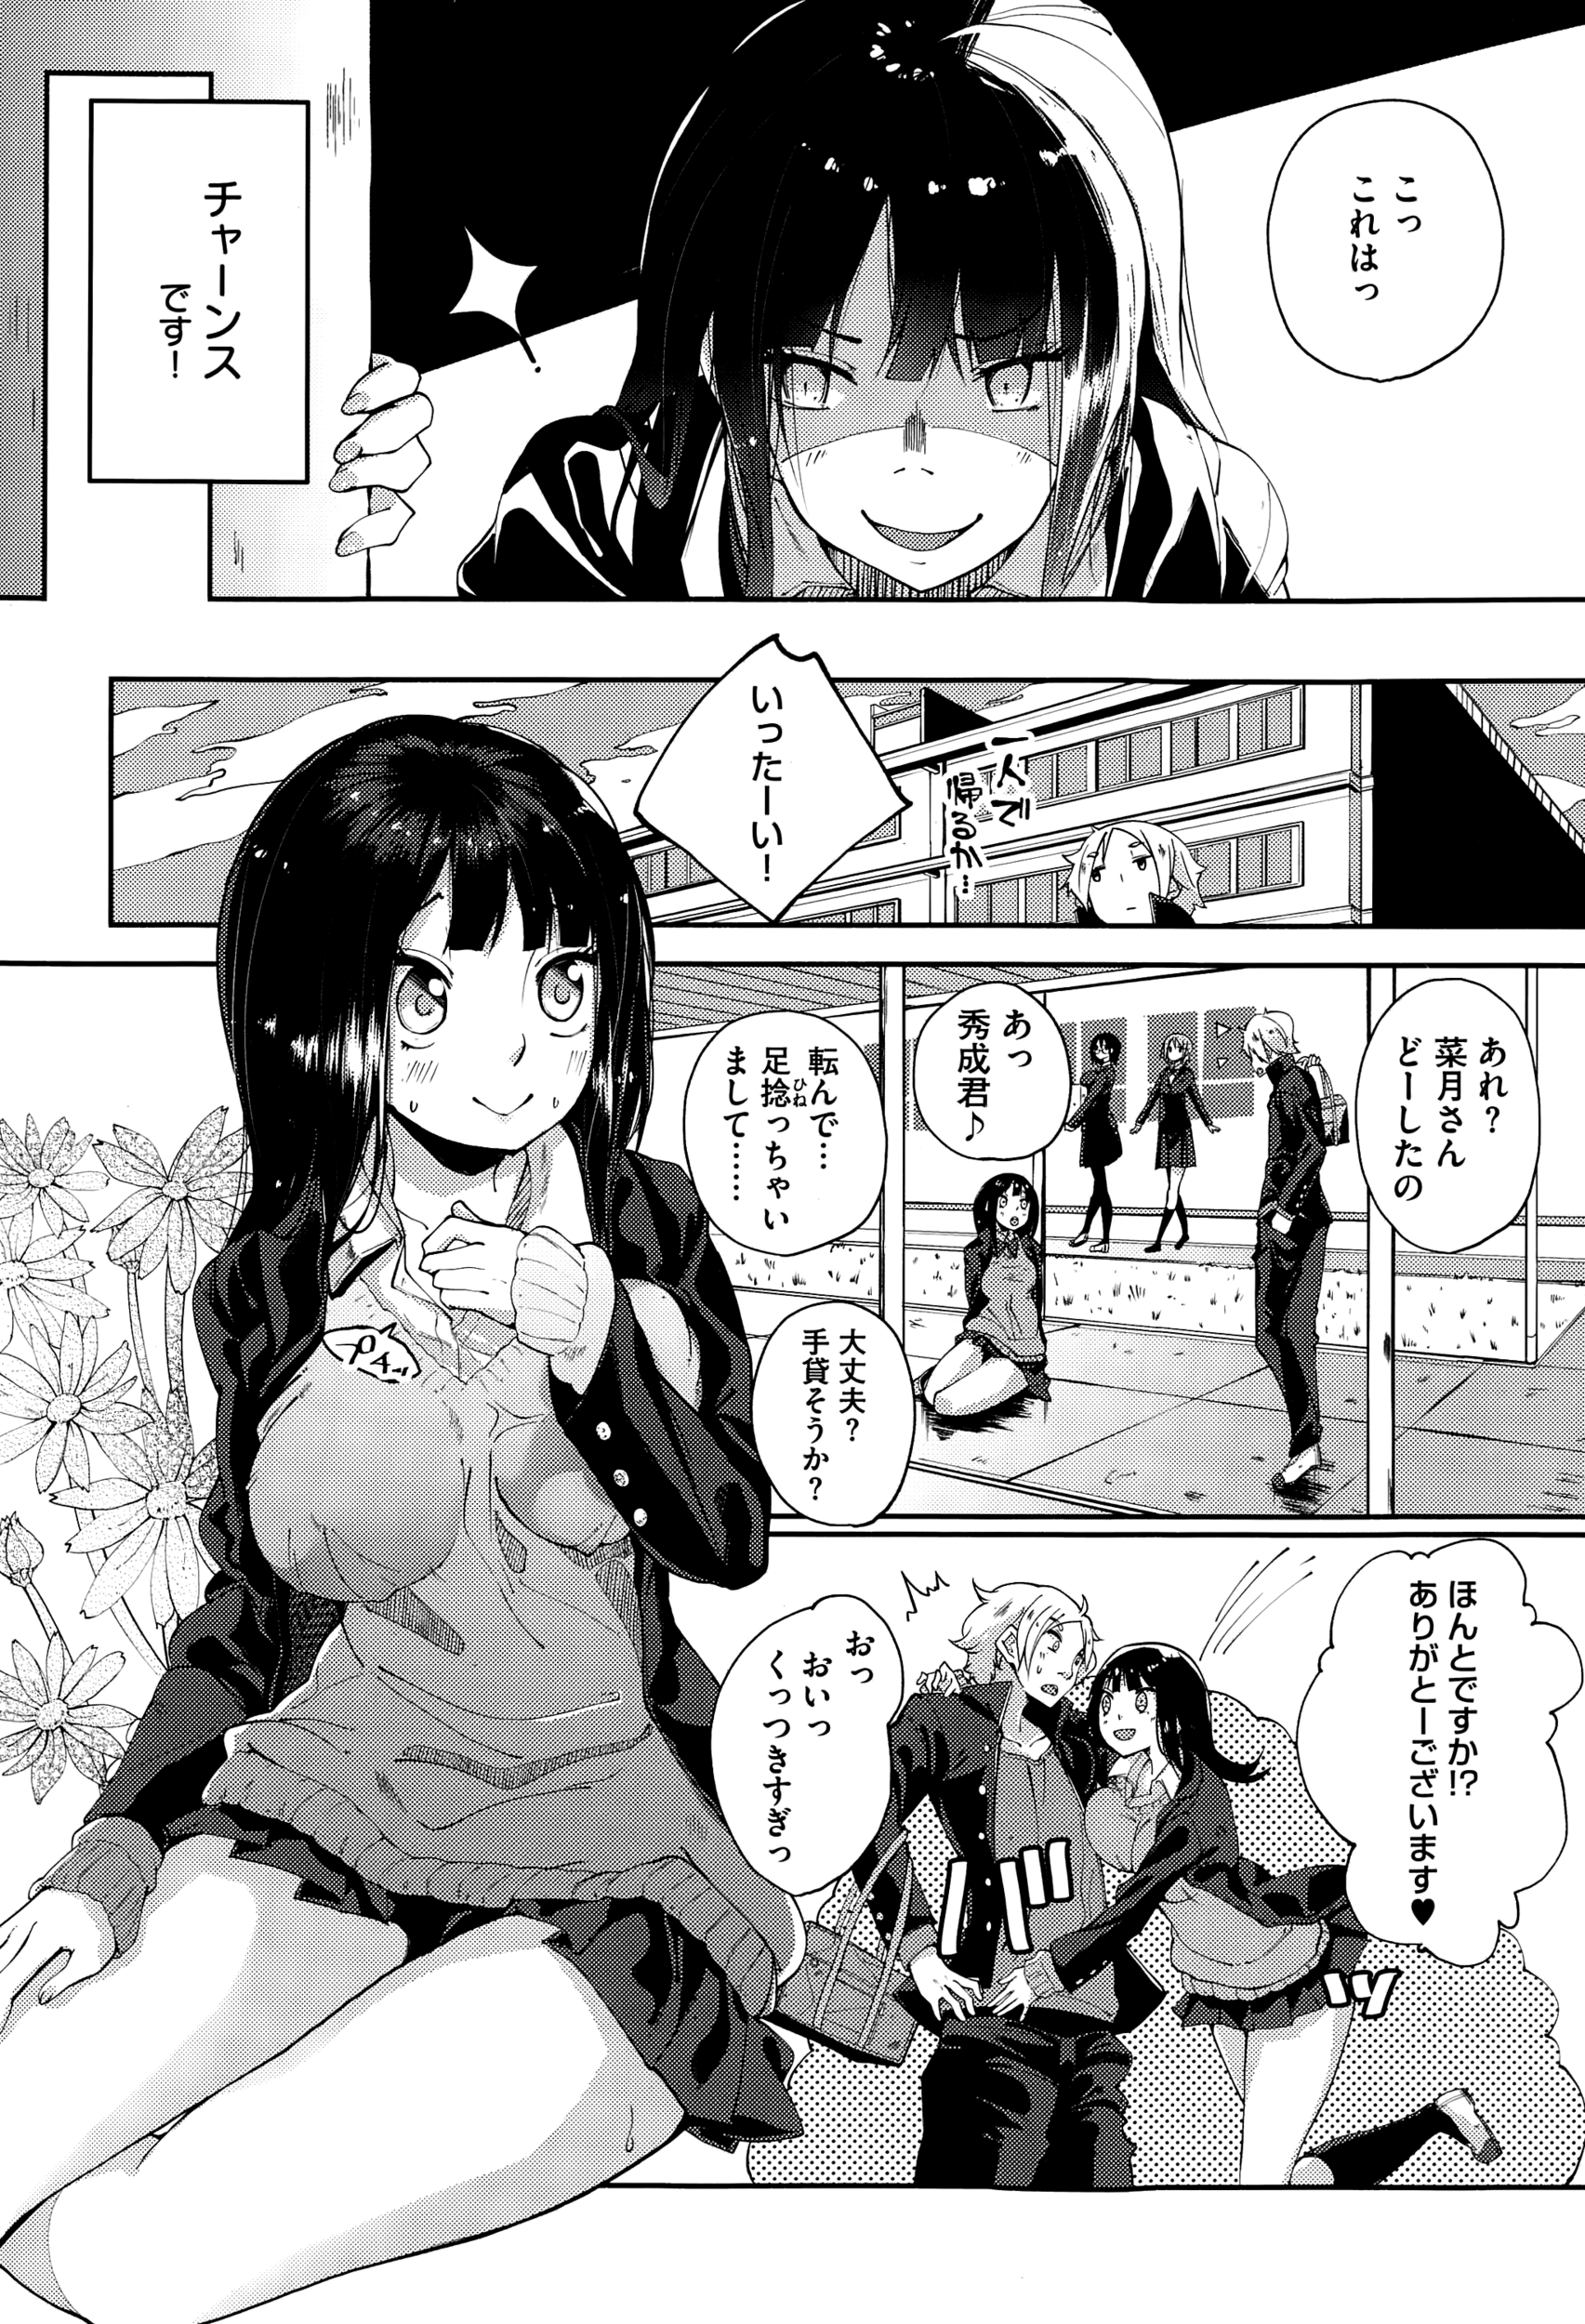 こっ
これはっ
チャーンス
です！
一人で
帰るか…
いったーい！
あれ？
菜月さん
どーしたの
あっ
秀成君♪
転んで…
足捻っちゃい
まして……
ひね
大丈夫？
手貸そうか？
ほんとですか!?
ありがとーございます♥
おっ
おいっ
くっつきすぎっ